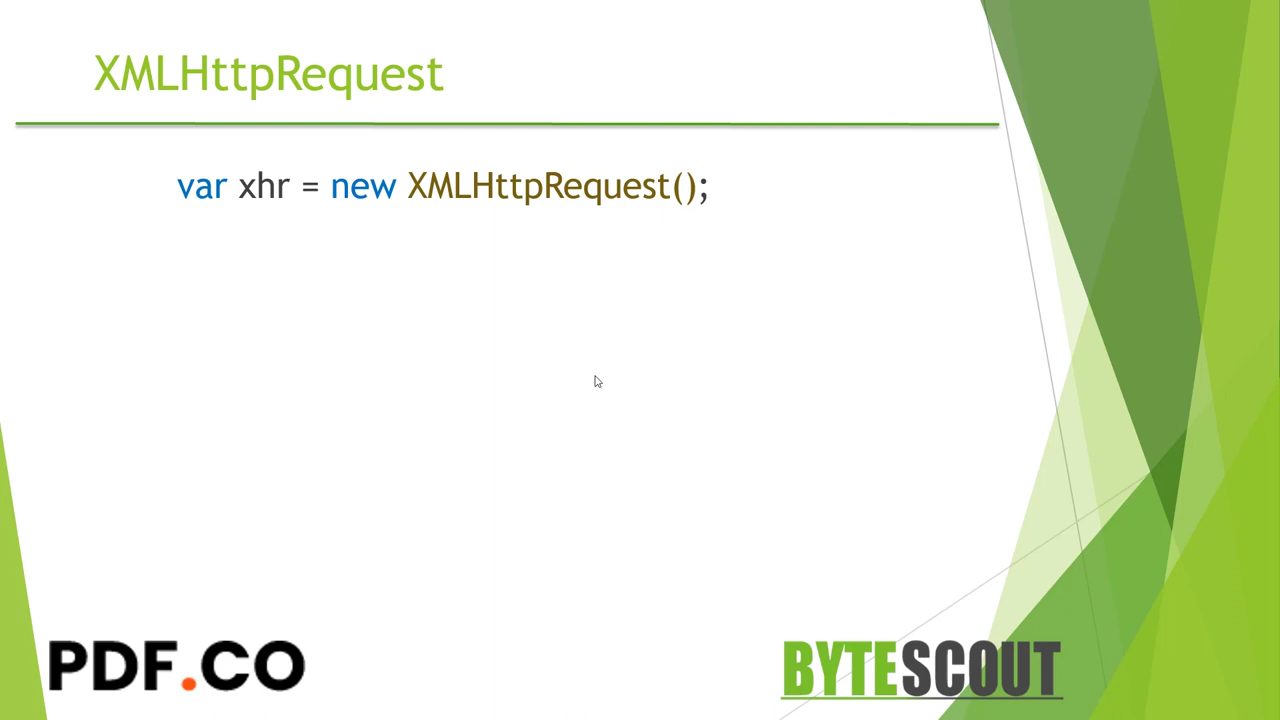 XMLHttpRequest
var xhr = new XMLHttpRequest();
PDF.CO
BYTESCOUT